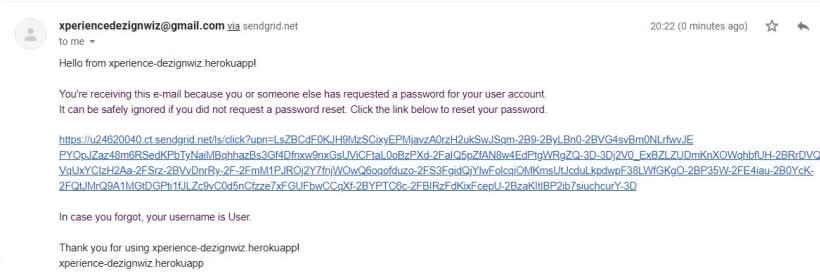 xperiencedezignwiz@gmail.com via sendgrid.net
20:22 (0 minutes ago)
to me
Hello from xperience-dezignwiz.herokuapp!
You're receiving this e-mail because you or someone else has requested a password for your user account.
It can be safely ignored if you did not request a password reset. Click the link below to reset your password.
https://u24620040.ct.sendgrid.net/ls/click?upn=LsZBCdF0KJH9MzSCixyEPMjavzA0rzH2ukSwJSqm-2B9-2ByLBn0-2BVG4svBm0NLrfwvJE
PYOpJZaz48m6RSedKPbTyNaiMBqhhazBs3Gf4Dfnxw9nxGsUViCFtaL0oBzPXd-2FaIQ5pZfAN8w4EdPtgWRgZQ-3D-3Dj2V0_ExBZLZUDmKnXOWqhbfUH-2BRrDVQ
VqUxYCIzH2Aa-2FSrz-2BVvDnrRy-2F-2FmM1PJROj2Y7fnjWOwQ6oqofduzo-2FS3FgidQjYlwFolcqiOMKmsUtJcduLkpdwpF38LWfGKgO-2BP35W-2FE4jau-2B0YcK-
2FQtJMrQ9A1MGtDGPti1fJLZc9vC0d5nCfzze7xFGUFbwCCqXf-2BYPTC6c-2FBIRzFdKixFcepU-2BzaKltIBP2ib7siuchcurY-3D
In case you forgot, your username is User.
Thank you for using xperience-dezignwiz.herokuapp!
xperience-dezignwiz.herokuapp